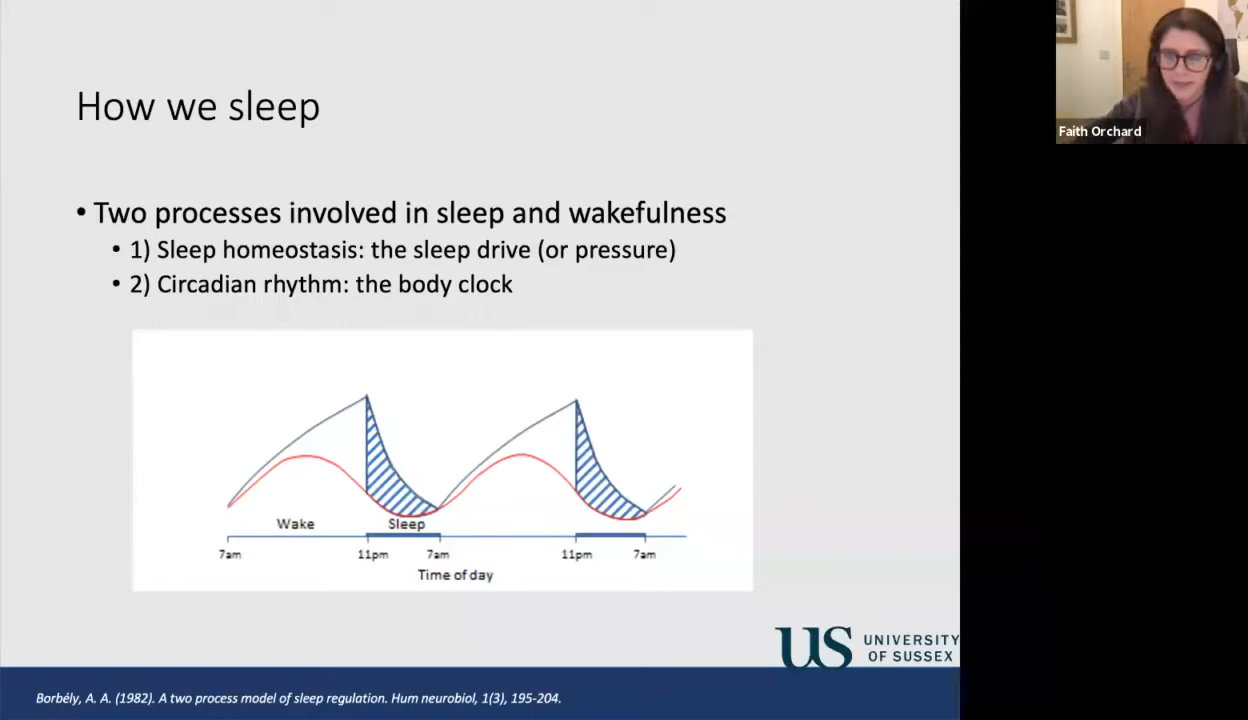 How we sleep
Faith Orchard
• Two processes involved in sleep and wakefulness
• 1) Sleep homeostasis: the sleep drive (or pressure)
• 2) Circadian rhythm: the body clock
Wake
Sleep
7am
11pm
7am
11pm
7am
Time of day
US UNIVERSITY
OF SUSSEX
Borbély, A. A. (1982). A two process model of sleep regulation. Hum neurobiol, 1(3), 195-204.